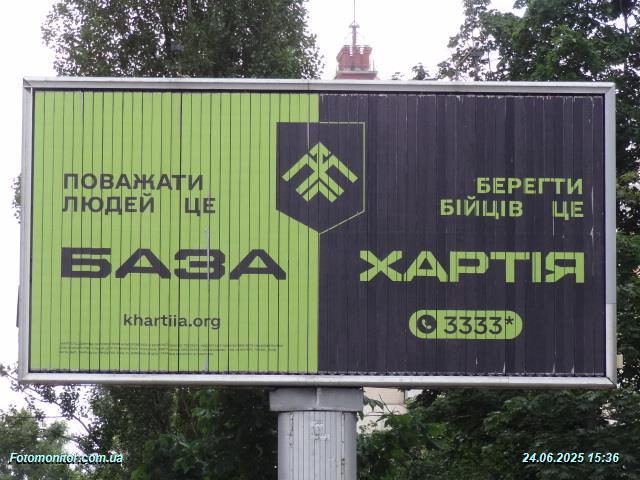 ПОВАЖАТИ
ЛЮДЕЙ ЦЕ
БАЗА
khartiia.org
БЕРЕГТИ
БІЙЦІВ ЦЕ
ХАРТІЯ
3333*
Fotomonitor.com.ua
24.06.2025 15:36